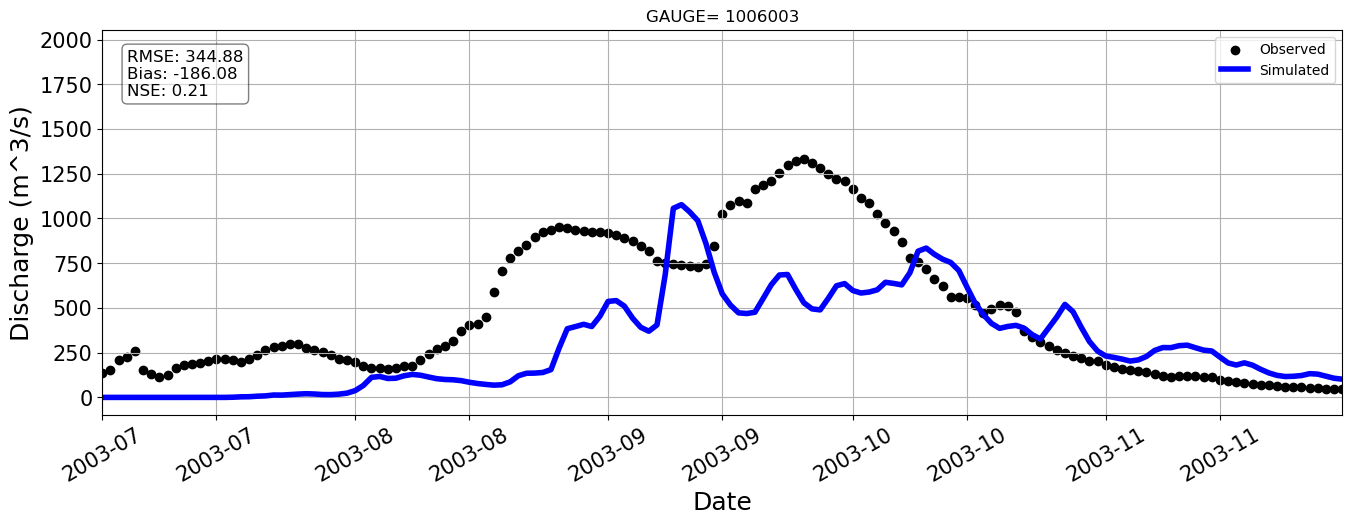 GAUGE= 1006003
RMSE: 344.88
Bias: -186.08
NSE: 0.21
Observed
Simulated
Discharge (m^3/s)
2000
1750
1500
1250
1000
750
500
250
0
2003-07
2003-07
2003-08
2003-08
2003-09
2003-09
2003-10
2003-10
2003-11
2003-11
Date